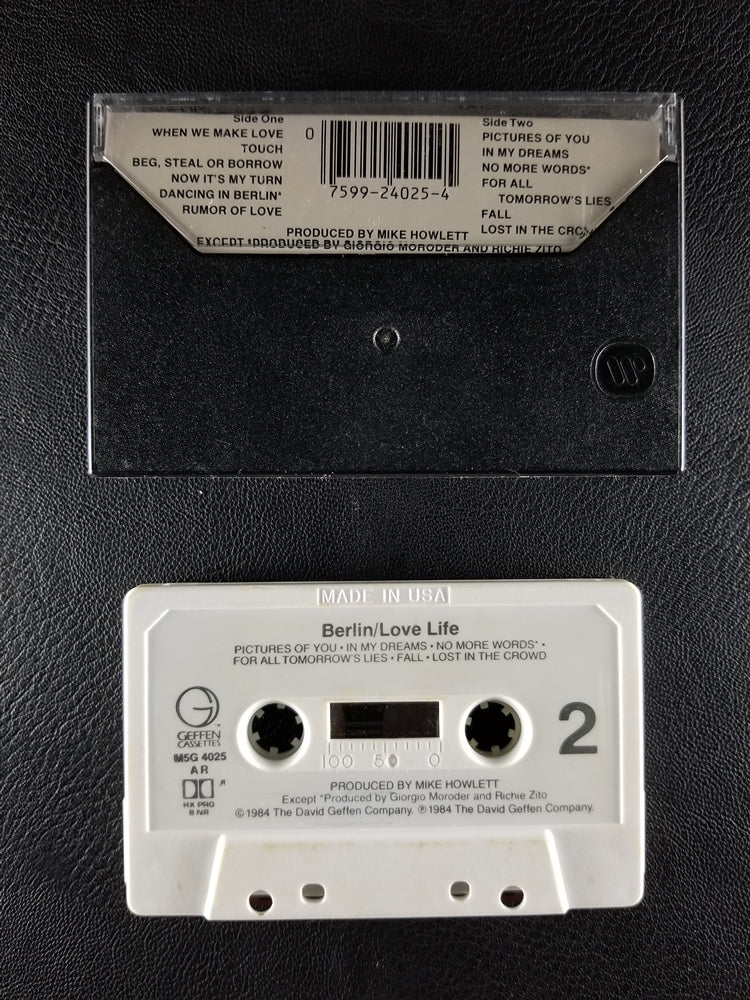 Side One
WHEN WE MAKE LOVE
TOUCH
BEG, STEAL OR BORROW
NOW IT'S MY TURN
DANCING IN BERLIN*
RUMOR OF LOVE
0
7599-24025-4
Side Two
PICTURES OF YOU
IN MY DREAMS
NO MORE WORDS*
FOR ALL
TOMORROW'S LIES
FALL
LOST IN THE CROWD
PRODUCED BY MIKE HOWLETT
EXCEPT *PRODUCED BY GIORGIO MORODER AND RICHIE ZITO
MADE IN USA
Berlin/Love Life
PICTURES OF YOU • IN MY DREAMS • NO MORE WORDS* •
FOR ALL TOMORROW'S LIES • FALL • LOST IN THE CROWD
GEFFEN
CASSETTES
M5G 4025
AR
HX PRO
B NR
100 50 0
2
PRODUCED BY MIKE HOWLETT
Except *Produced by Giorgio Moroder and Richie Zito
© 1984 The David Geffen Company. ℗ 1984 The David Geffen Company.